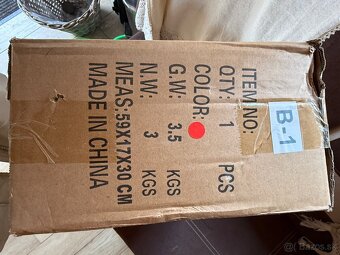 ITEM NO:
QTY: 1 PCS
COLOR:
G.W: 3.5 KGS
N.W: 3 KGS
MEAS:59X17X30 CM
MADE IN CHINA
B-1
Bazos.sk